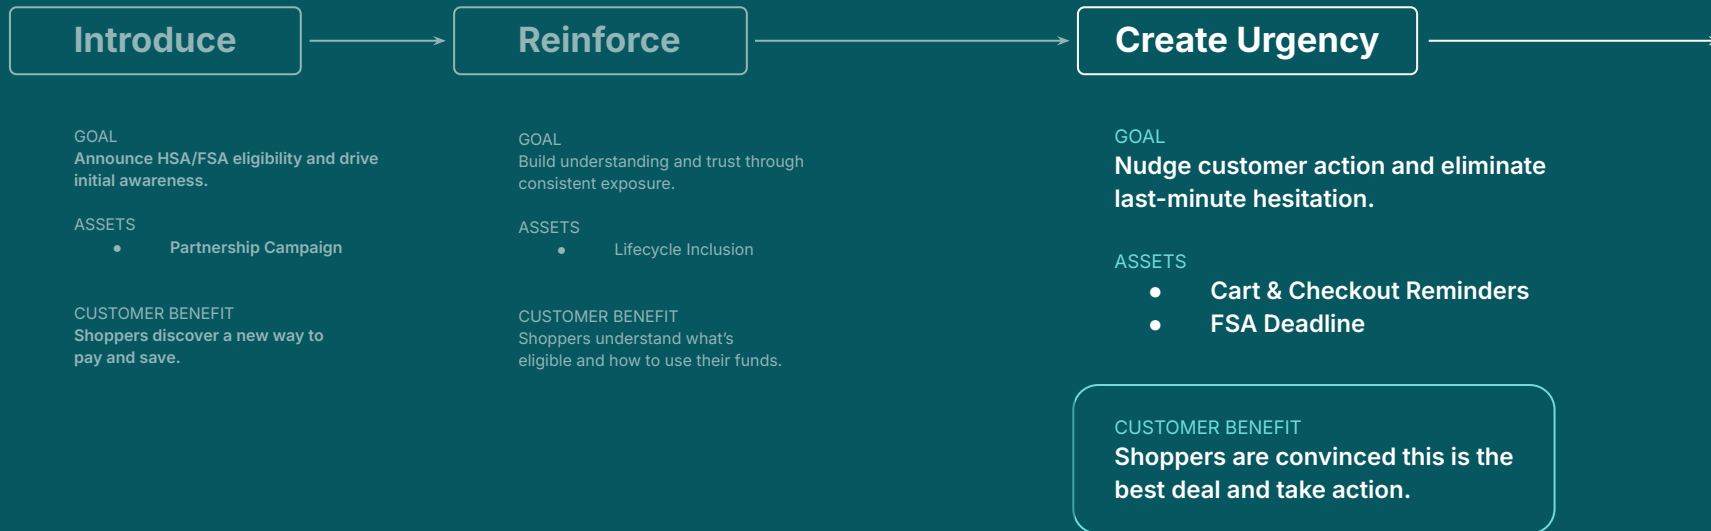 Introduce
Reinforce
Create Urgency
GOAL
Announce HSA/FSA eligibility and drive
initial awareness.
ASSETS
● Partnership Campaign
CUSTOMER BENEFIT
Shoppers discover a new way to
pay and save.
GOAL
Build understanding and trust through
consistent exposure.
ASSETS
● Lifecycle Inclusion
CUSTOMER BENEFIT
Shoppers understand what’s
eligible and how to use their funds.
GOAL
Nudge customer action and eliminate
last-minute hesitation.
ASSETS
● Cart & Checkout Reminders
● FSA Deadline
CUSTOMER BENEFIT
Shoppers are convinced this is the
best deal and take action.